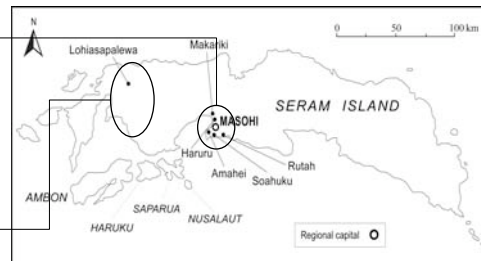 N
0 50 100 km
Lohiasapalewa
Makariki
SERAM ISLAND
MASOHI
Haruru
Rutah
Amahei
Soahuku
AMBON
SAPARUA
NUSALAUT
HARUKU
Regional capital